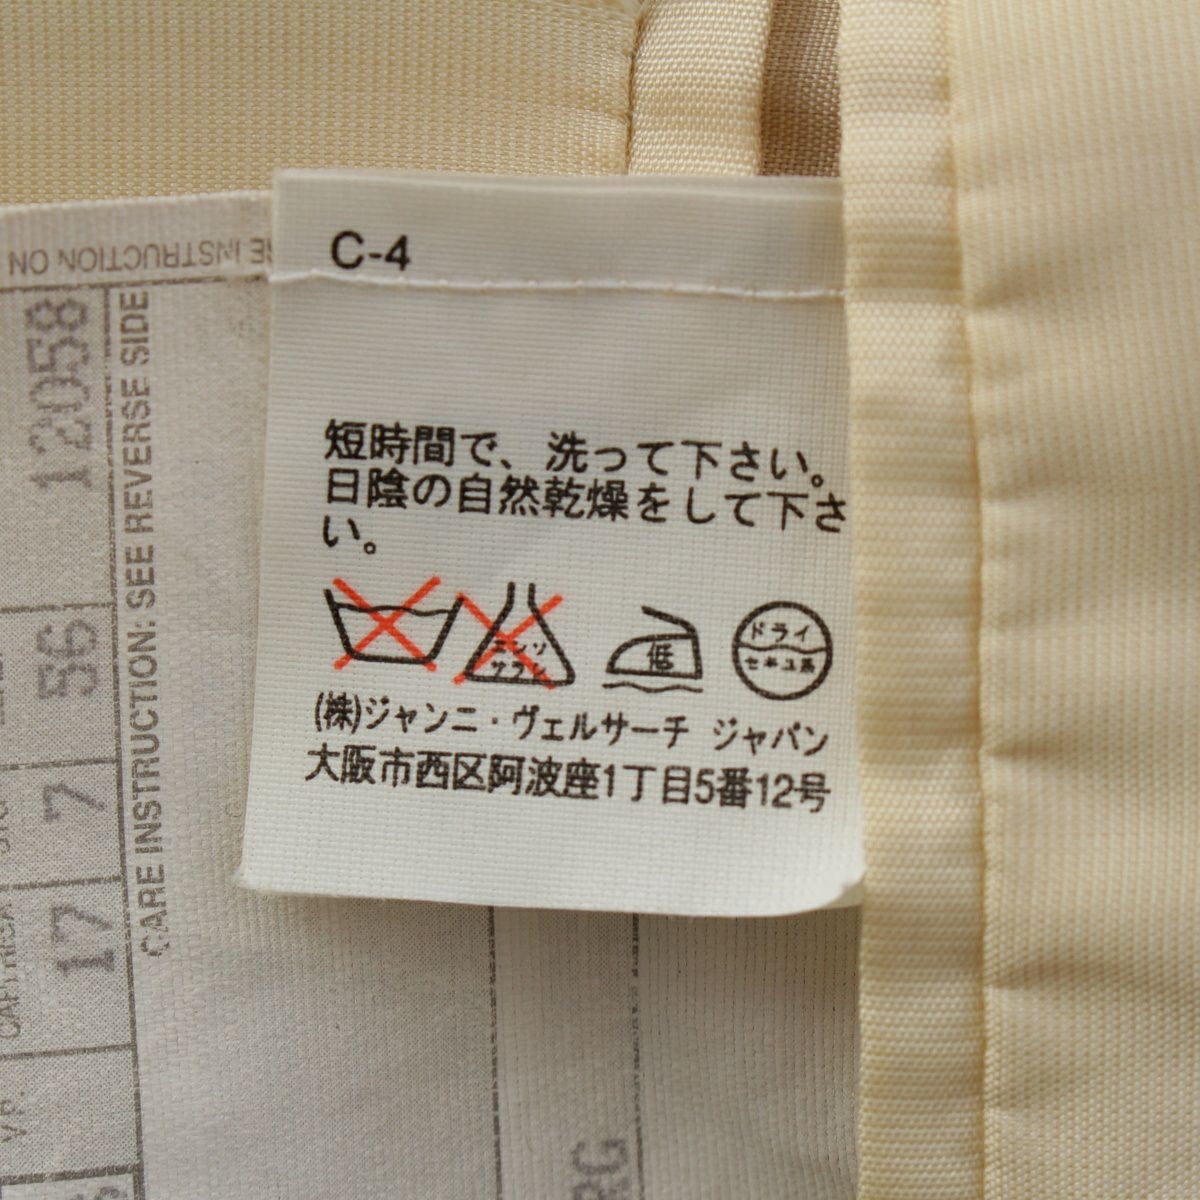 C-4
短時間で、洗って下さい。
日陰の自然乾燥をして下さ
い。
エンソ
サラシ
低
ドライ
セキユ系
(株)ジャンニ・ヴェルサーチ ジャパン
大阪市西区阿波座1丁目5番12号
INSTRUCTION ON
CARE INSTRUCTION: SEE REVERSE SIDE
12058
56
7
17
V.P.
RG